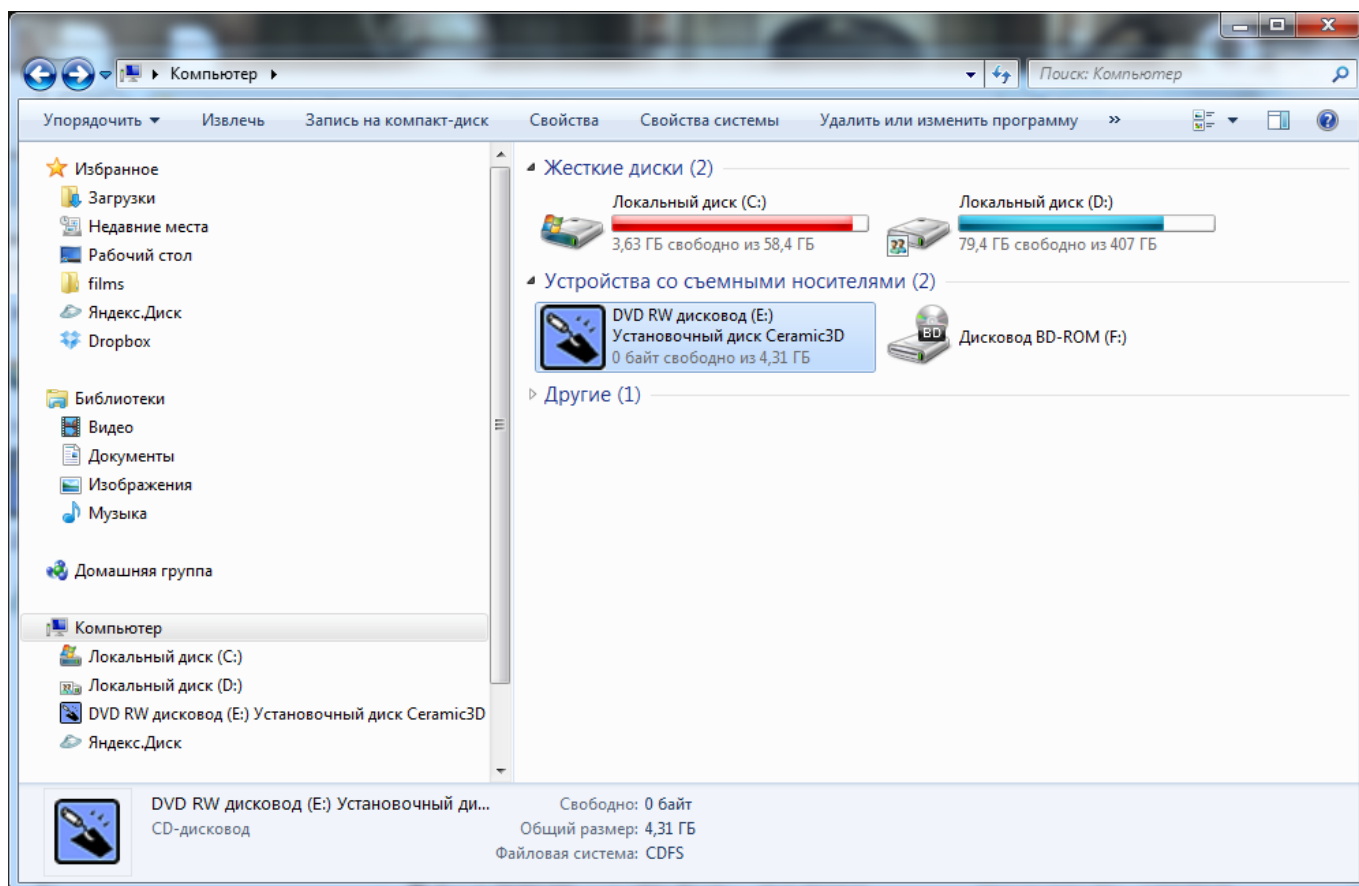 Компьютер
Поиск: Компьютер
Упорядочить Извлечь Запись на компакт-диск Свойства Свойства системы Удалить или изменить программу »
Избранное
Загрузки
Недавние места
Рабочий стол
films
Яндекс.Диск
Dropbox
Библиотеки
Видео
Документы
Изображения
Музыка
Домашняя группа
Компьютер
Локальный диск (C:)
Локальный диск (D:)
DVD RW дисковод (E:) Установочный диск Ceramic3D
Яндекс.Диск
Жесткие диски (2)
Локальный диск (C:)
3,63 ГБ свободно из 58,4 ГБ
Локальный диск (D:)
79,4 ГБ свободно из 407 ГБ
Устройства со съемными носителями (2)
DVD RW дисковод (E:)
Установочный диск Ceramic3D
0 байт свободно из 4,31 ГБ
BD
Дисковод BD-ROM (F:)
Другие (1)
DVD RW дисковод (E:) Установочный ди...
CD-дисковод
Свободно: 0 байт
Общий размер: 4,31 ГБ
Файловая система: CDFS